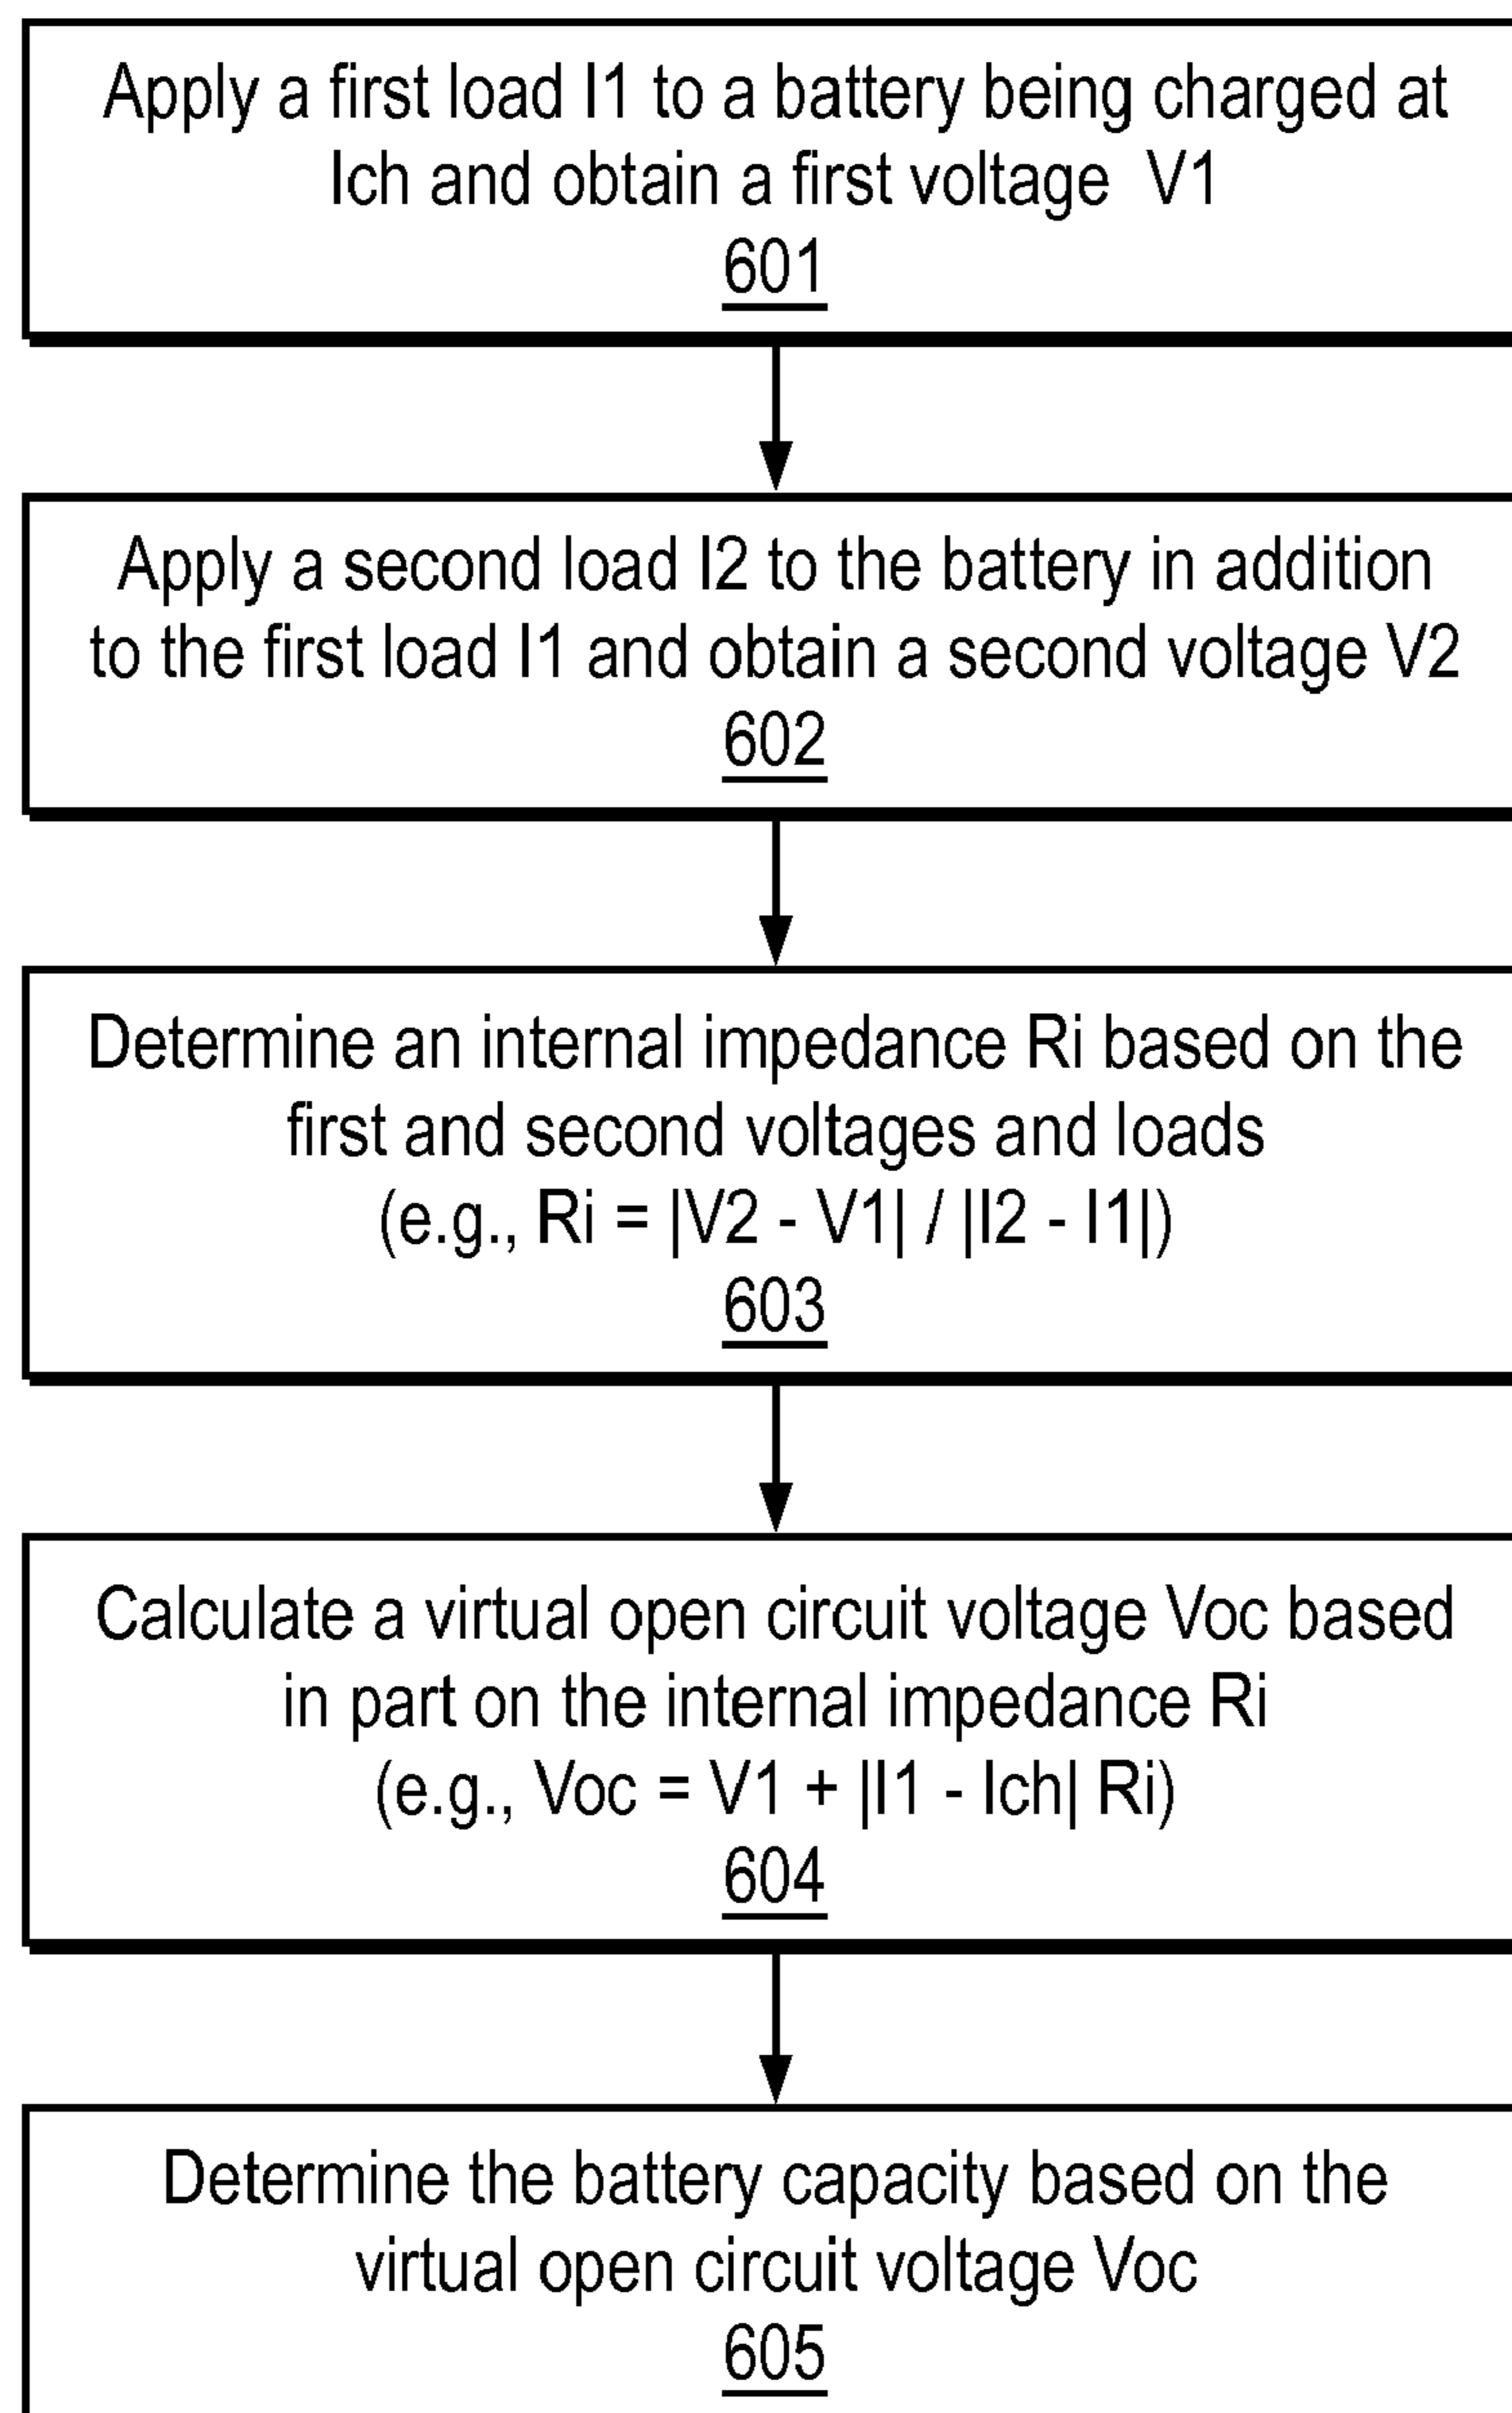 Apply a first load I1 to a battery being charged at
Ich and obtain a first voltage V1
601
Apply a second load I2 to the battery in addition
to the first load I1 and obtain a second voltage V2
602
Determine an internal impedance Ri based on the
first and second voltages and loads
(e.g., Ri = |V2 - V1| / |I2 - I1|)
603
Calculate a virtual open circuit voltage Voc based
in part on the internal impedance Ri
(e.g., Voc = V1 + |I1 - Ich| Ri)
604
Determine the battery capacity based on the
virtual open circuit voltage Voc
605